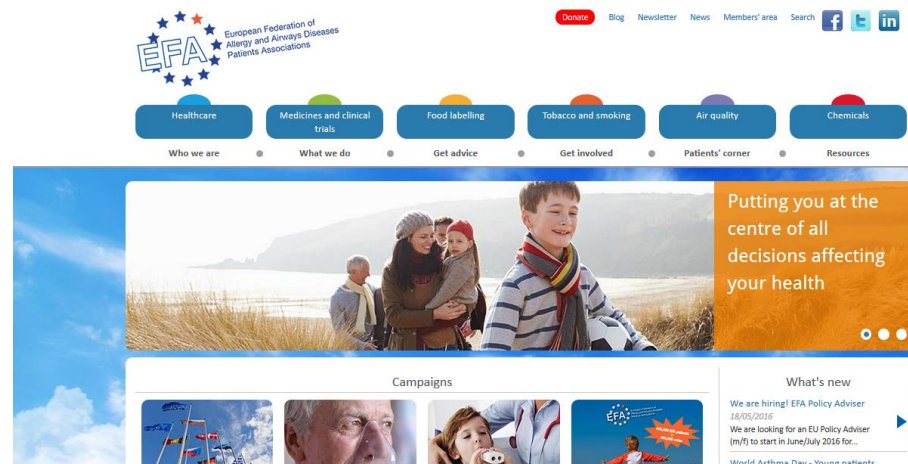 EFA
European Federation of
Allergy and Airways Diseases
Patients Associations
Donate Blog Newsletter News Members' area Search
Healthcare
Medicines and clinical
trials
Food labelling
Tobacco and smoking
Air quality
Chemicals
Who we are
What we do
Get advice
Get involved
Patients' corner
Resources
Putting you at the
centre of all
decisions affecting
your health
Campaigns
EFA
What's new
We are hiring! EFA Policy Adviser
18/05/2016
We are looking for an EU Policy Adviser
(m/f) to start in June/July 2016 for...
World Asthma Day - Young patients